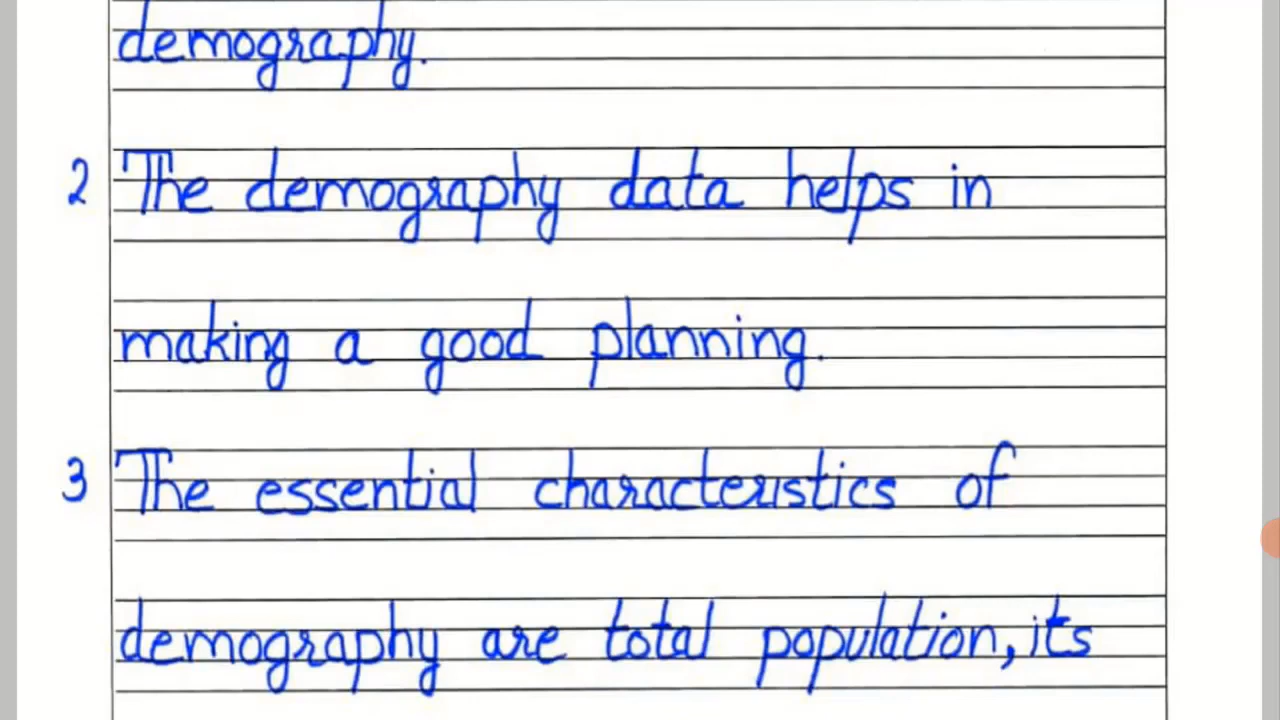 demography.
2 The demography data helps in
making a good planning.
3 The essential characteristics of
demography are total population, its